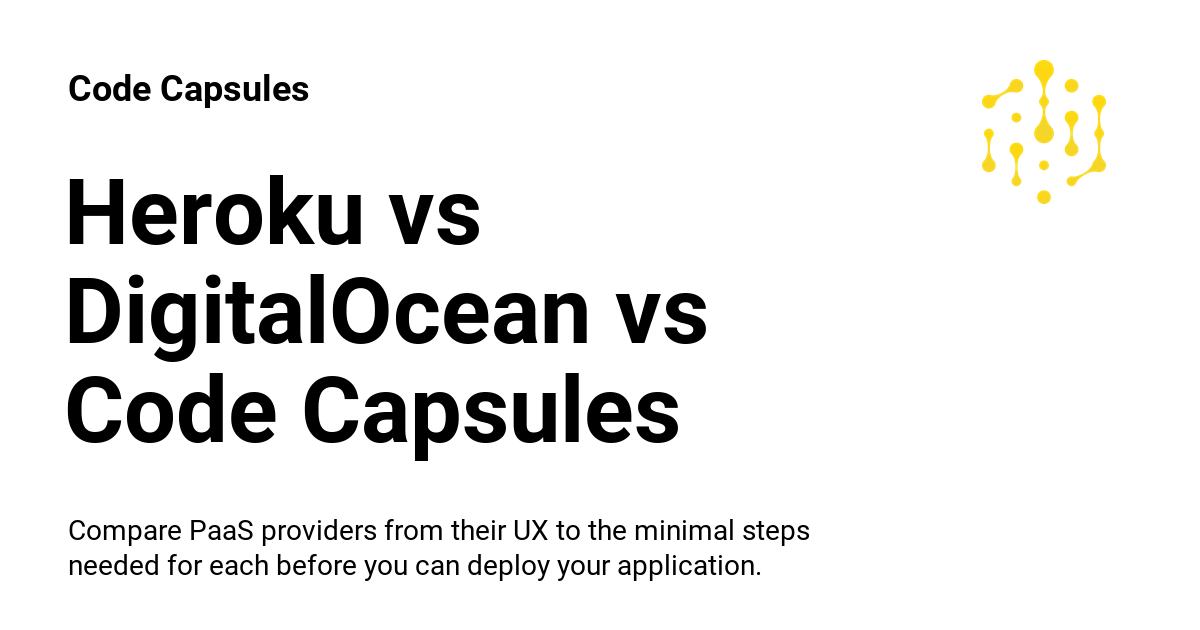 Code Capsules
Heroku vs
DigitalOcean vs
Code Capsules
Compare PaaS providers from their UX to the minimal steps
needed for each before you can deploy your application.